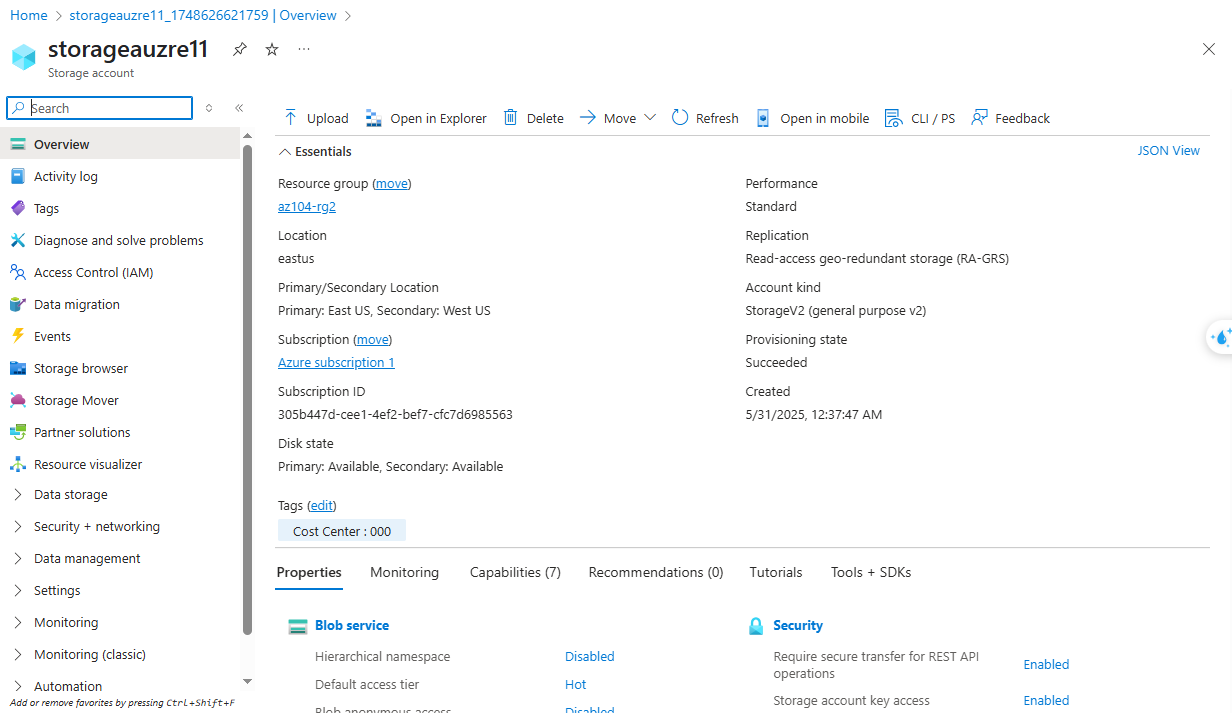 Home > storageauzre11_1748626621759 | Overview >
storageauzre11
Storage account
Search
Overview
Activity log
Tags
Diagnose and solve problems
Access Control (IAM)
Data migration
Events
Storage browser
Storage Mover
Partner solutions
Resource visualizer
Data storage
Security + networking
Data management
Settings
Monitoring
Monitoring (classic)
Automation
Add or remove favorites by pressing Ctrl+Shift+F
Upload Open in Explorer Delete Move Refresh Open in mobile CLI / PS Feedback
Essentials
JSON View
Resource group (move)
az104-rg2
Location
eastus
Primary/Secondary Location
Primary: East US, Secondary: West US
Subscription (move)
Azure subscription 1
Subscription ID
305b447d-cee1-4ef2-bef7-cfc7d6985563
Disk state
Primary: Available, Secondary: Available
Performance
Standard
Replication
Read-access geo-redundant storage (RA-GRS)
Account kind
StorageV2 (general purpose v2)
Provisioning state
Succeeded
Created
5/31/2025, 12:37:47 AM
Tags (edit)
Cost Center : 000
Properties Monitoring Capabilities (7) Recommendations (0) Tutorials Tools + SDKs
Blob service
Hierarchical namespace Disabled
Default access tier Hot
Blob anonymous access Disabled
Security
Require secure transfer for REST API
operations Enabled
Storage account key access Enabled